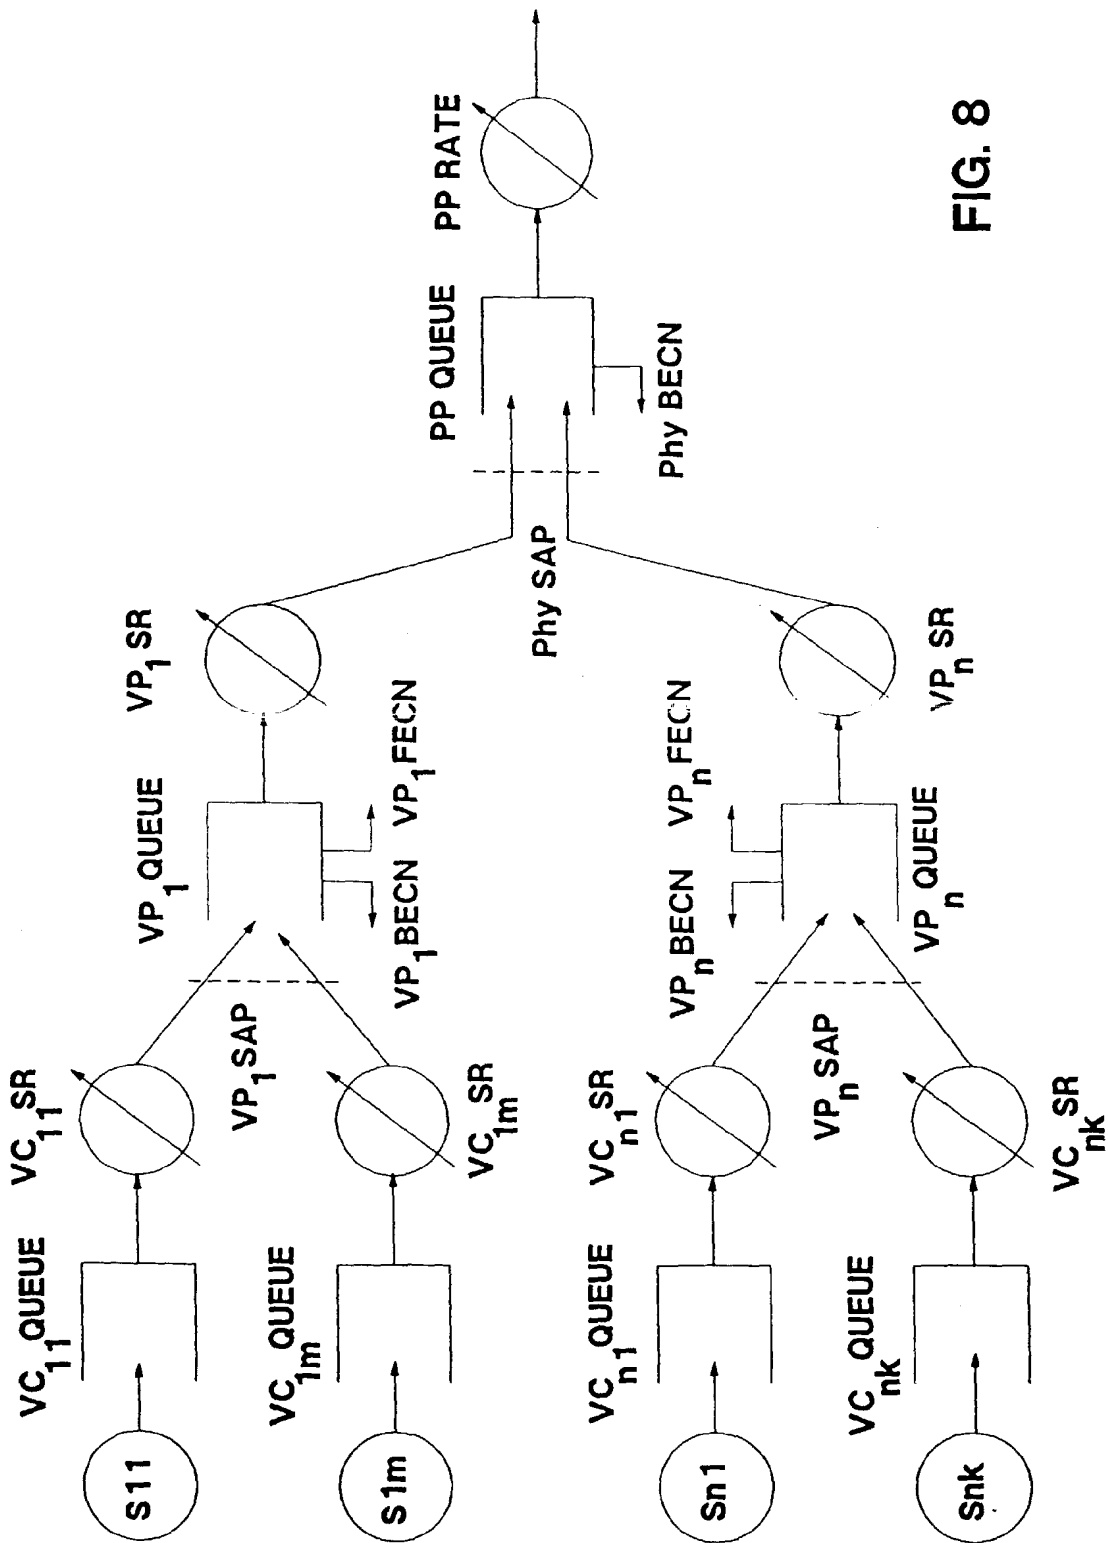 S11
VC11 QUEUE
VC11 SR
VP1 SAP
S1m
VC1m QUEUE
VC1m SR
VP1 QUEUE
VP1 BECN
VP1 FECN
VP1 SR
Sn1
VCn1 QUEUE
VCn1 SR
VPn SAP
Snk
VCnk QUEUE
VCnk SR
VPn BECN
VPn FECN
VPn QUEUE
VPn SR
Phy SAP
PP QUEUE
Phy BECN
PP RATE
FIG. 8